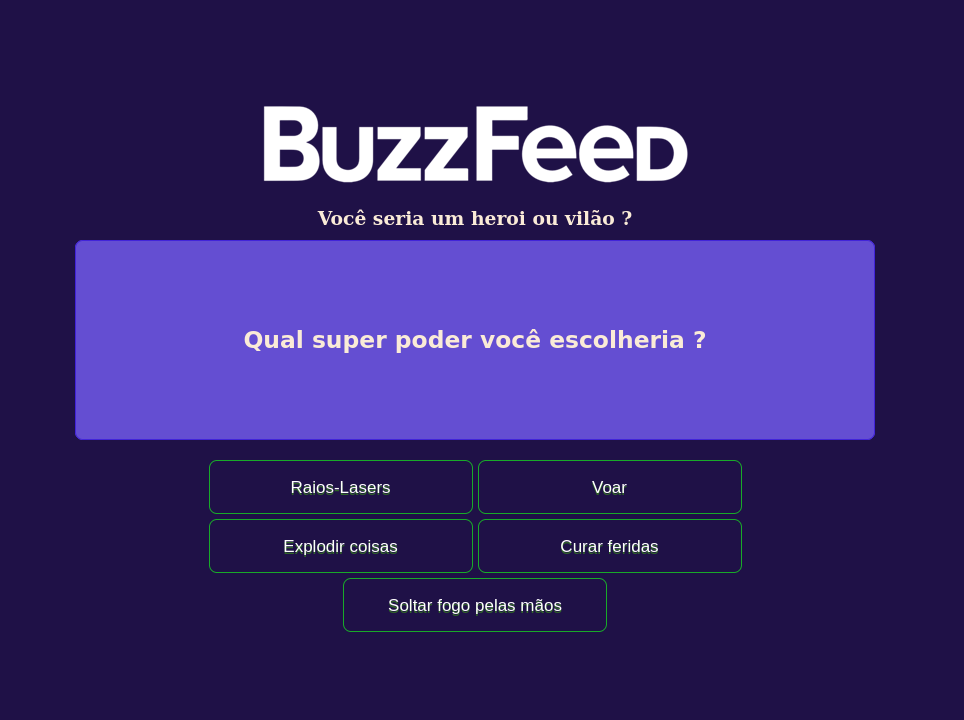 BuzzFeed
Você seria um heroi ou vilão ?
Qual super poder você escolheria ?
Raios-Lasers
Voar
Explodir coisas
Curar feridas
Soltar fogo pelas mãos